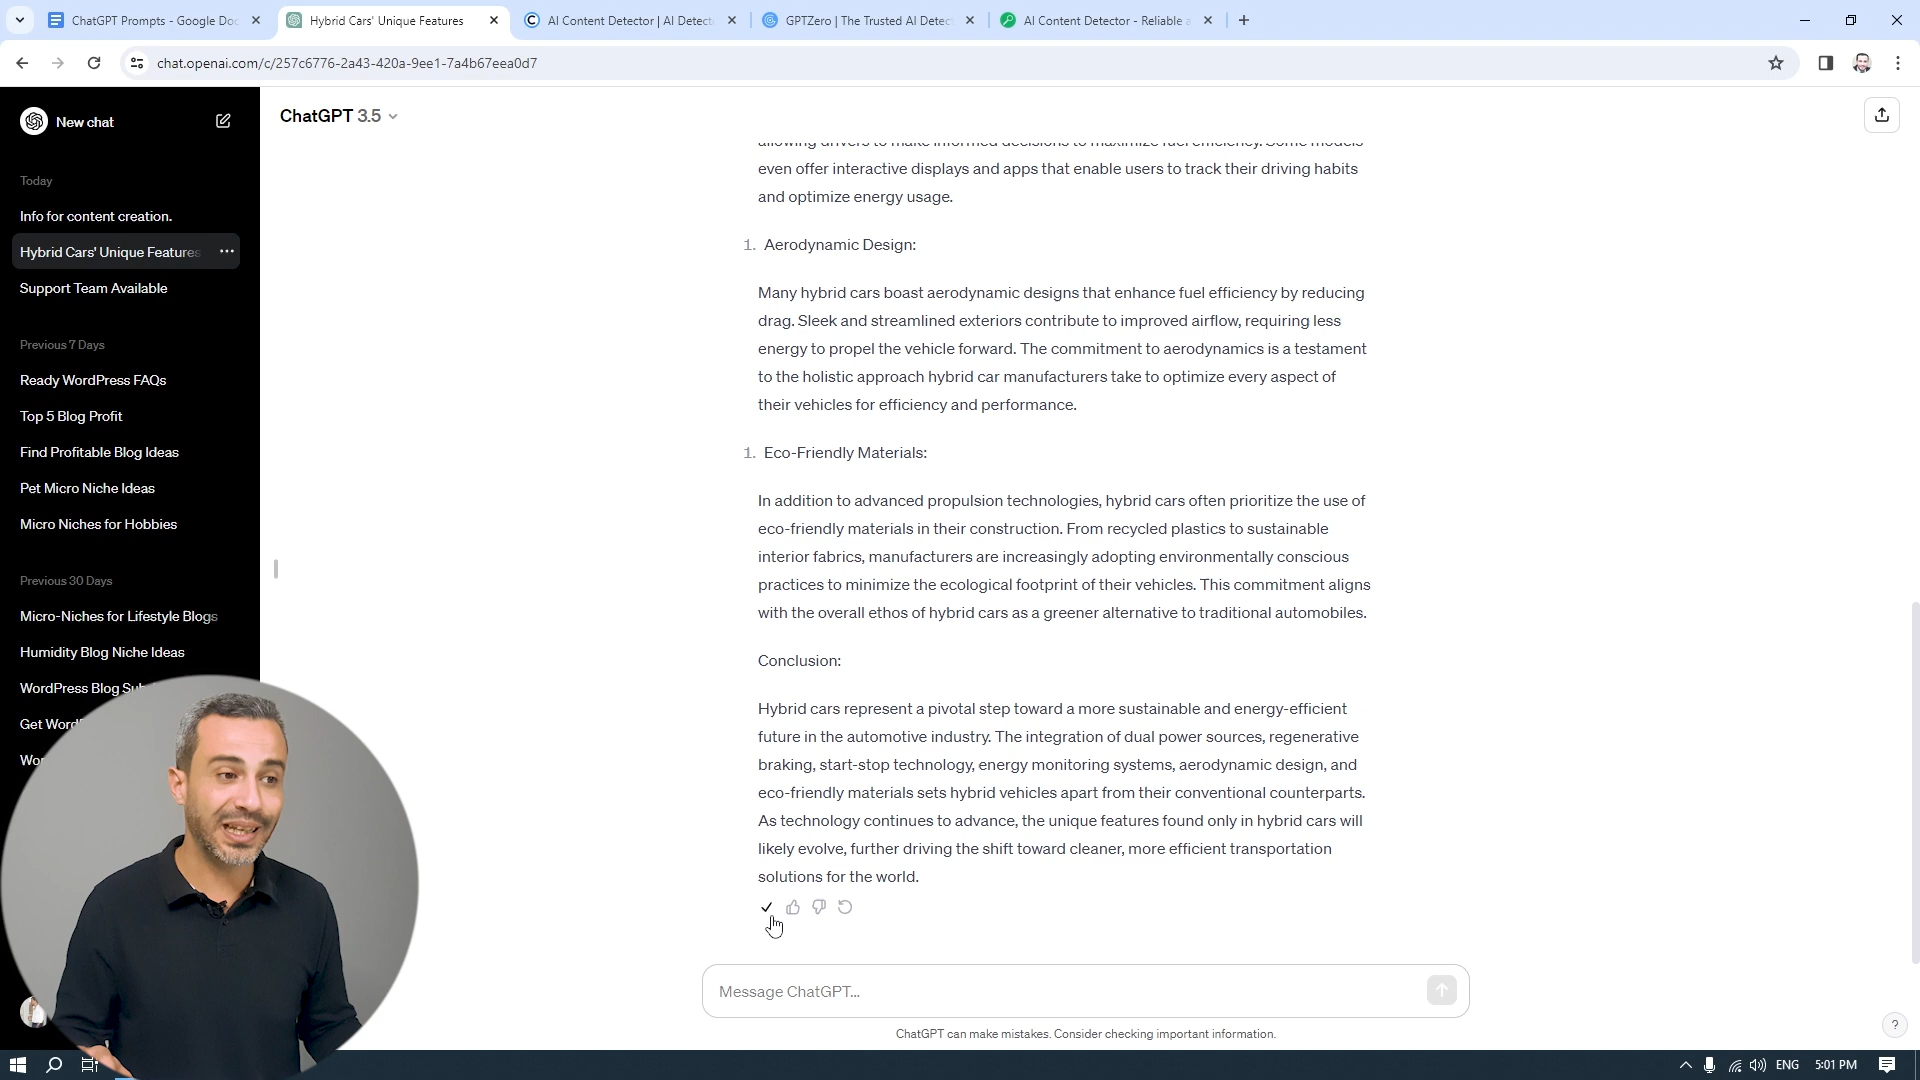 ChatGPT Prompts - Google Doc
Hybrid Cars' Unique Features
AI Content Detector | AI Detect
GPTZero | The Trusted AI Detec
AI Content Detector - Reliable a
chat.openai.com/c/257c6776-2a43-420a-9ee1-7a4b67eea0d7
New chat
Today
Info for content creation.
Hybrid Cars' Unique Features
Support Team Available
Previous 7 Days
Ready WordPress FAQs
Top 5 Blog Profit
Find Profitable Blog Ideas
Pet Micro Niche Ideas
Micro Niches for Hobbies
Previous 30 Days
Micro-Niches for Lifestyle Blogs
Humidity Blog Niche Ideas
WordPress Blog
Get
ChatGPT 3.5
allowing drivers to make informed decisions to maximize fuel efficiency. Some models
even offer interactive displays and apps that enable users to track their driving habits
and optimize energy usage.
1. Aerodynamic Design:
Many hybrid cars boast aerodynamic designs that enhance fuel efficiency by reducing
drag. Sleek and streamlined exteriors contribute to improved airflow, requiring less
energy to propel the vehicle forward. The commitment to aerodynamics is a testament
to the holistic approach hybrid car manufacturers take to optimize every aspect of
their vehicles for efficiency and performance.
1. Eco-Friendly Materials:
In addition to advanced propulsion technologies, hybrid cars often prioritize the use of
eco-friendly materials in their construction. From recycled plastics to sustainable
interior fabrics, manufacturers are increasingly adopting environmentally conscious
practices to minimize the ecological footprint of their vehicles. This commitment aligns
with the overall ethos of hybrid cars as a greener alternative to traditional automobiles.
Conclusion:
Hybrid cars represent a pivotal step toward a more sustainable and energy-efficient
future in the automotive industry. The integration of dual power sources, regenerative
braking, start-stop technology, energy monitoring systems, aerodynamic design, and
eco-friendly materials sets hybrid vehicles apart from their conventional counterparts.
As technology continues to advance, the unique features found only in hybrid cars will
likely evolve, further driving the shift toward cleaner, more efficient transportation
solutions for the world.
Message ChatGPT...
ChatGPT can make mistakes. Consider checking important information.
?
ENG
5:01 PM